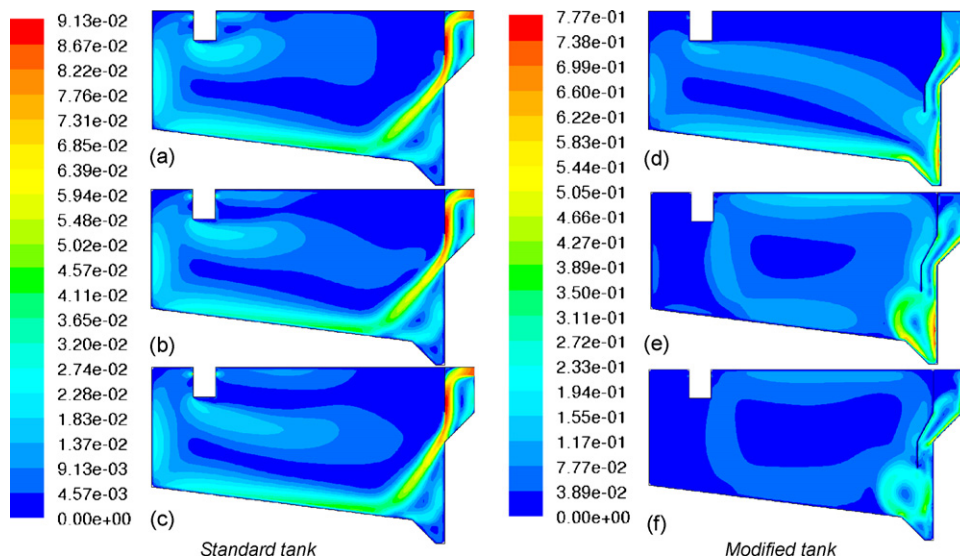 9.13e-02
8.67e-02
8.22e-02
7.76e-02
7.31e-02
6.85e-02
6.39e-02
5.94e-02
5.48e-02
5.02e-02
4.57e-02
4.11e-02
3.65e-02
3.20e-02
2.74e-02
2.28e-02
1.83e-02
1.37e-02
9.13e-03
4.57e-03
0.00e+00
(a)
(b)
(c)
Standard tank
7.77e-01
7.38e-01
6.99e-01
6.60e-01
6.22e-01
5.83e-01
5.44e-01
5.05e-01
4.66e-01
4.27e-01
3.89e-01
3.50e-01
3.11e-01
2.72e-01
2.33e-01
1.94e-01
1.55e-01
1.17e-01
7.77e-02
3.89e-02
0.00e+00
(d)
(e)
(f)
Modified tank